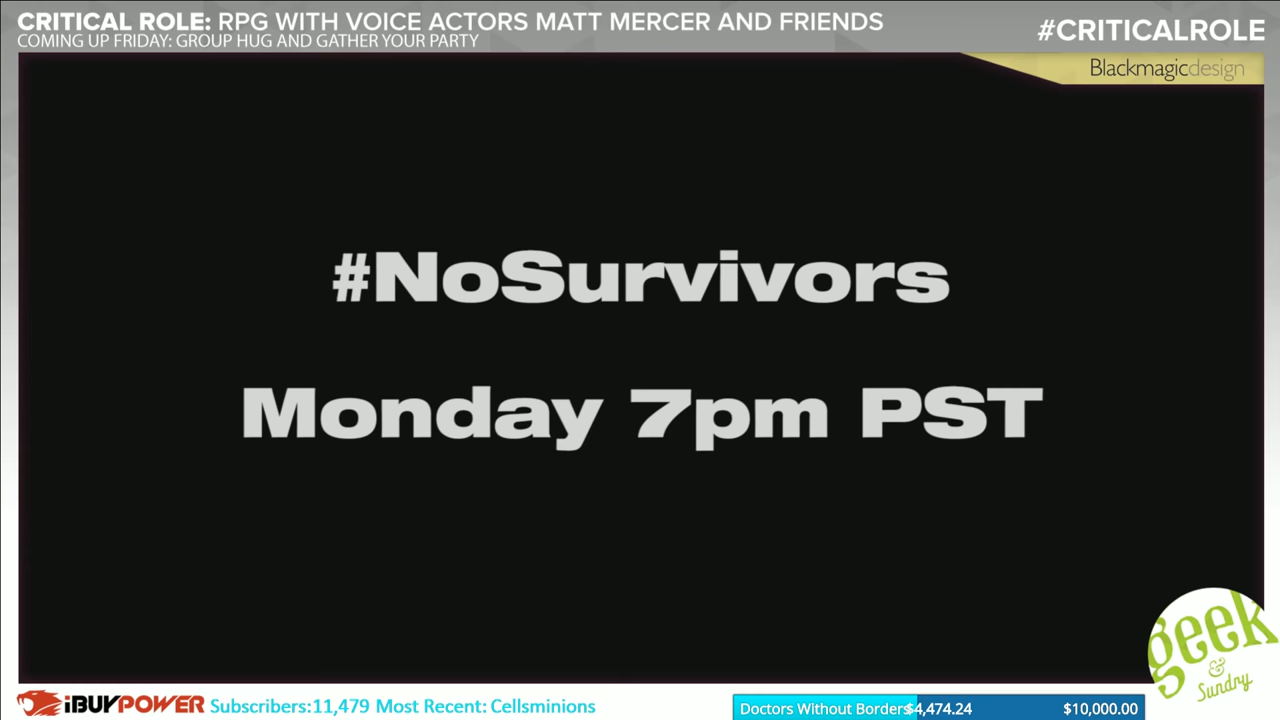 CRITICAL ROLE: RPG WITH VOICE ACTORS MATT MERCER AND FRIENDS
COMING UP FRIDAY: GROUP HUG AND GATHER YOUR PARTY
#CRITICALROLE
Blackmagicdesign
#NoSurvivors
Monday 7pm PST
geek
&
Sundry
iBUYPOWER Subscribers:11,479 Most Recent: Cellsminions
Doctors Without Borders $4,474.24 $10,000.00